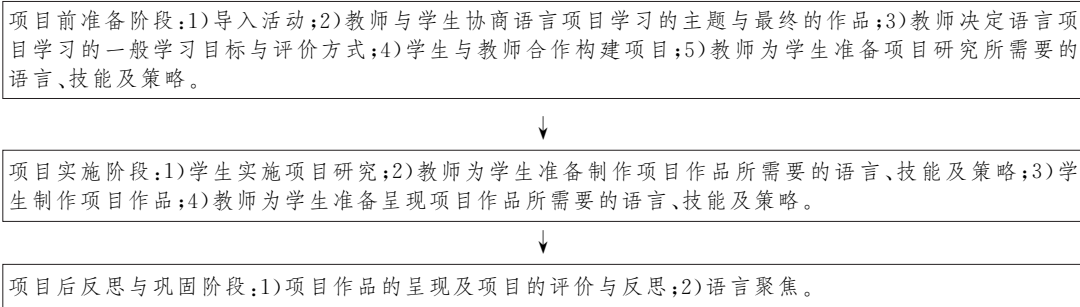 项目前准备阶段:1)导入活动;2)教师与学生协商语言项目学习的主题与最终的作品;3)教师决定语言项
目学习的一般学习目标与评价方式;4)学生与教师合作构建项目;5)教师为学生准备项目研究所需要的
语言、技能及策略。
项目实施阶段:1)学生实施项目研究;2)教师为学生准备制作项目作品所需要的语言、技能及策略;3)学
生制作项目作品;4)教师为学生准备呈现项目作品所需要的语言、技能及策略。
项目后反思与巩固阶段:1)项目作品的呈现及项目的评价与反思;2)语言聚焦。